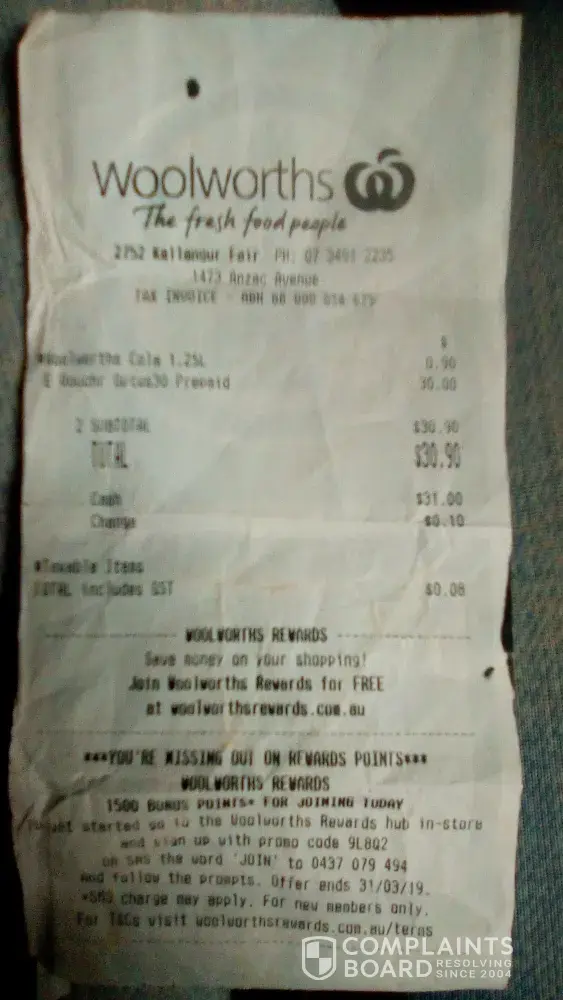 Woolworths
The fresh food people
2752 Kallangur Fair PH: 07 3491 2235
1473 Anzac Avenue
TAX INVOICE - ABN 88 000 014 675
$
#Woolworths Cola 1.25L 0.90
E Voucher 30 Prepaid 30.00
2 SUBTOTAL $30.90
TOTAL $30.90
Cash $31.00
Change $0.10
#Taxable Items
TOTAL includes GST $0.08
WOOLWORTHS REWARDS
Save money on your shopping!
Join Woolworths Rewards for FREE
at woolworthsrewards.com.au
***YOU'RE MISSING OUT ON REWARDS POINTS***
WOOLWORTHS REWARDS
1500 BONUS POINTS* FOR JOINING TODAY
To get started go to the Woolworths Rewards hub in-store
and sign up with promo code 9L8Q2
OR SMS the word 'JOIN' to 0437 079 494
and follow the prompts. Offer ends 31/03/19.
*SMS charge may apply. For new members only.
For T&Cs visit woolworthsrewards.com.au/terms
COMPLAINTS
BOARD RESOLVING SINCE 2004